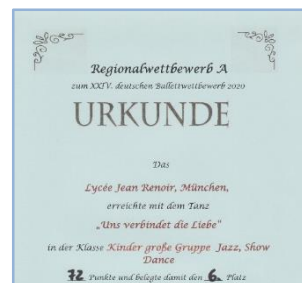 Regionalwettbewerb A
zum XXIV. deutschen Ballettwettbewerb 2020
URKUNDE
Das
Lycée Jean Renoir, München,
erreichte mit dem Tanz
„Uns verbindet die Liebe"
in der Klasse Kinder große Gruppe Jazz, Show
Dance
72 Punkte und belegte damit den 6. Platz